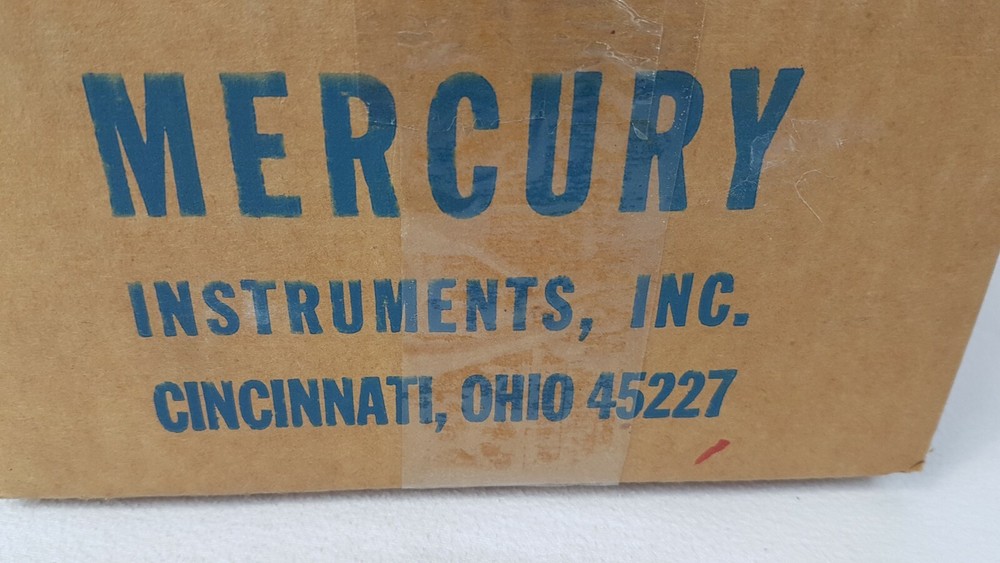 MERCURY
INSTRUMENTS, INC.
CINCINNATI, OHIO 45227